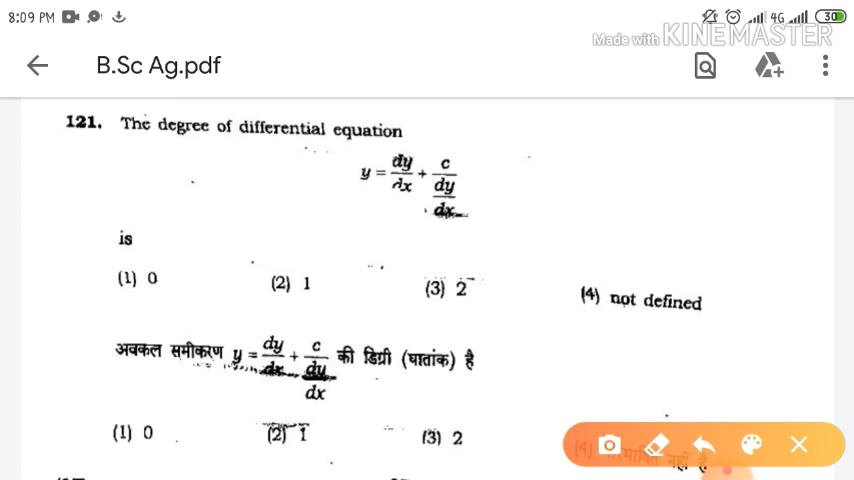 8:09 PM 4G 30
Made with KINEMASTER
B.Sc Ag.pdf
121. The degree of differential equation
y = dy/dx + c/(dy/dx)
is
(1) 0 (2) 1 (3) 2 (4) not defined
अवकल समीकरण y = dy/dx + c/(dy/dx) की डिग्री (घातांक) है
(1) 0 (2) 1 (3) 2